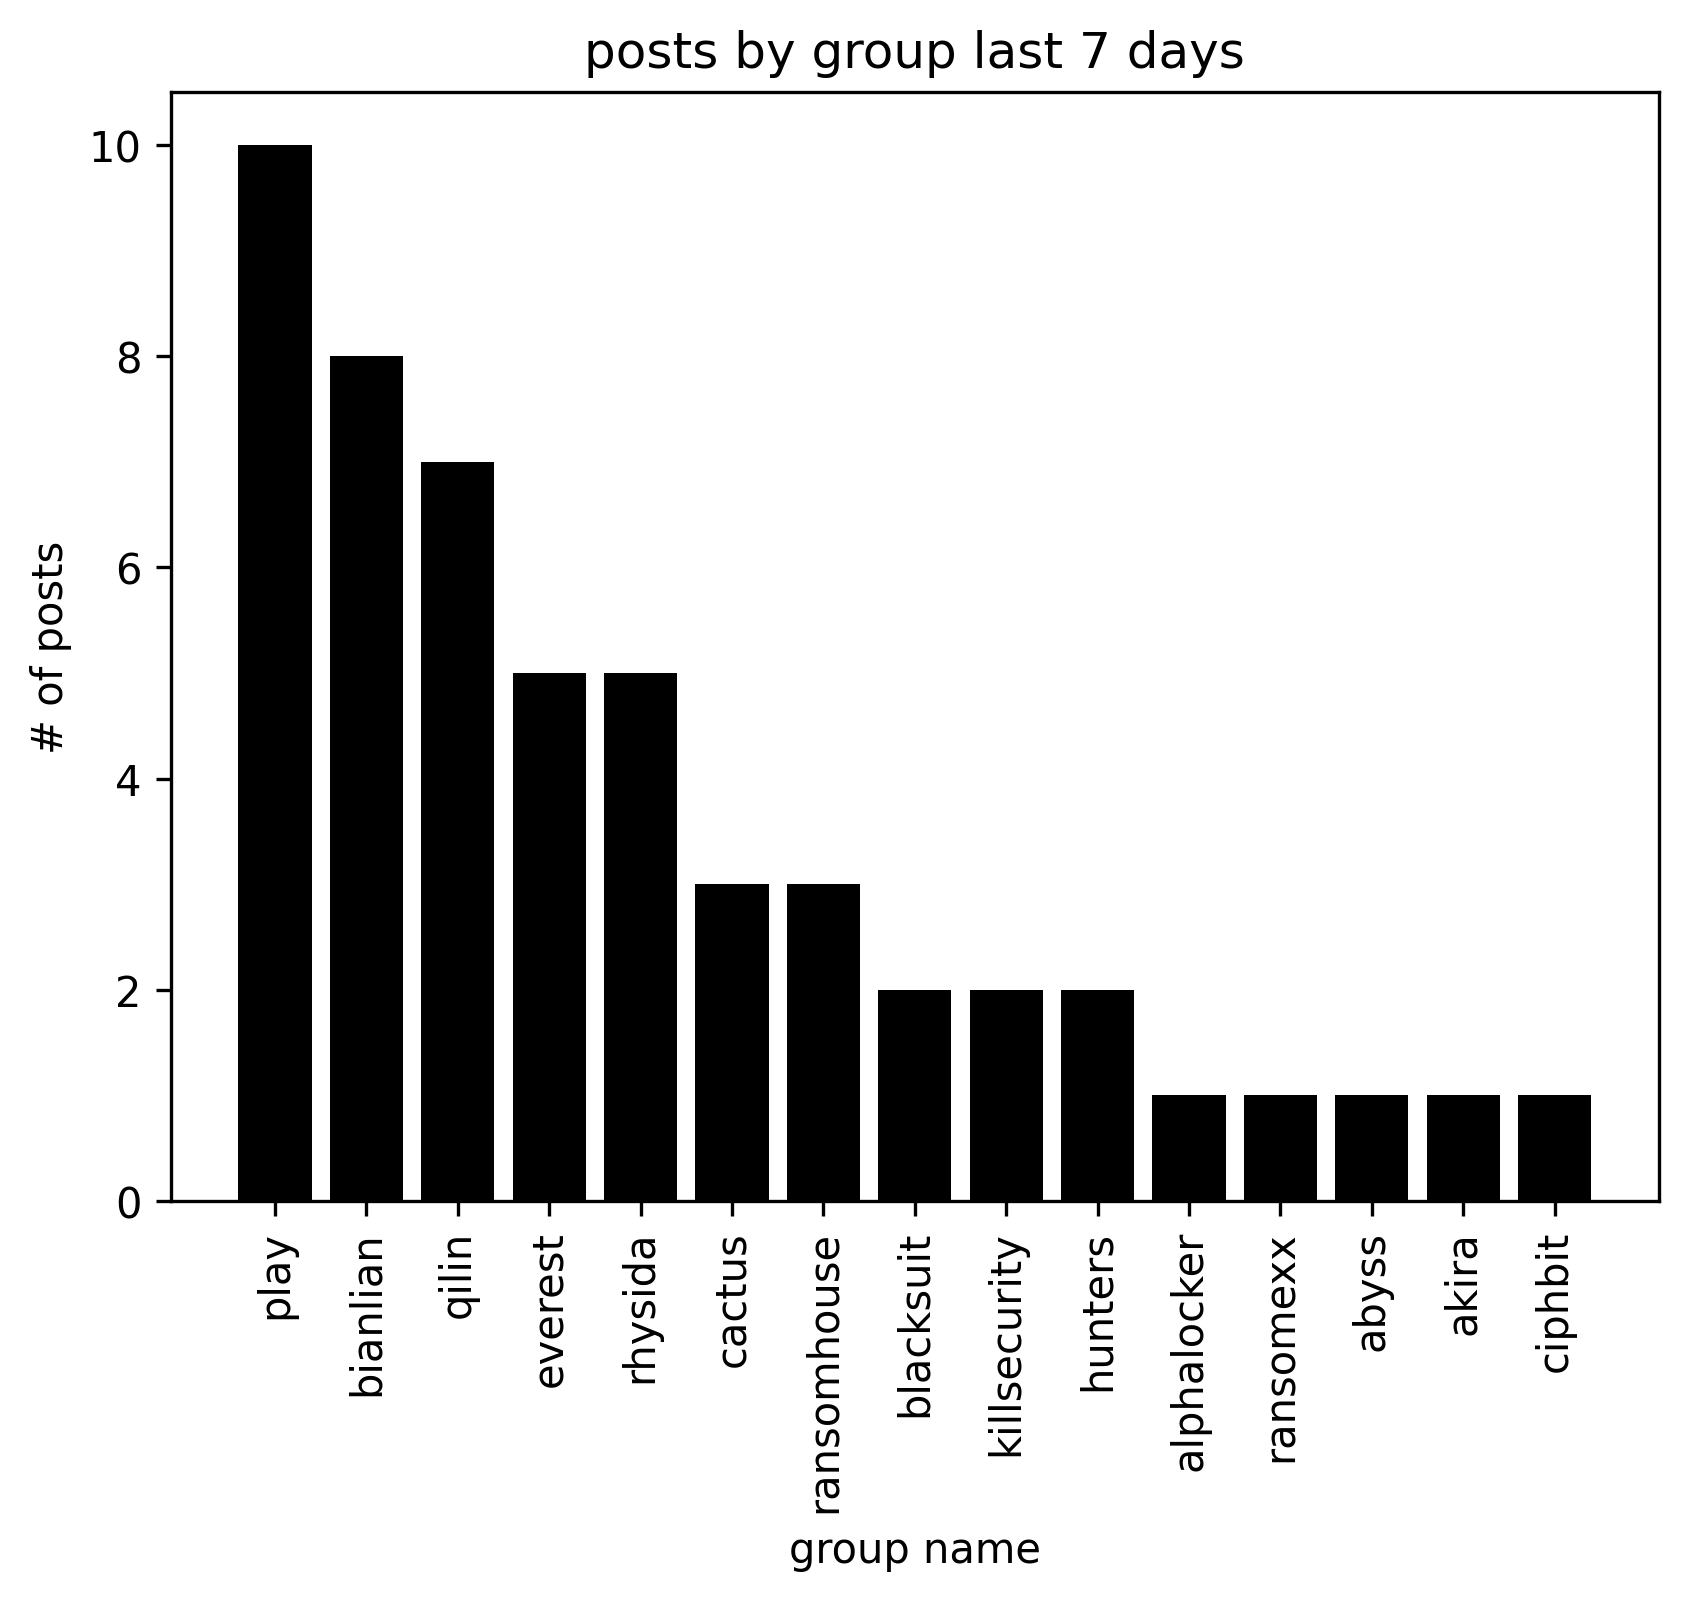 posts by group last 7 days
10
8
6
4
2
0
# of posts
play
bianlian
qilin
everest
rhysida
cactus
ransomhouse
blacksuit
killsecurity
hunters
alphalocker
ransomexx
abyss
akira
ciphbit
group name